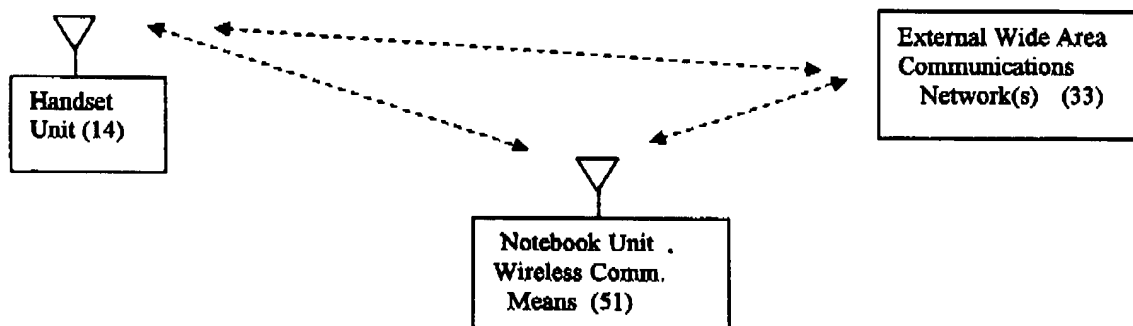 Handset
Unit (14)
External Wide Area
Communications
Network(s) (33)
Notebook Unit .
Wireless Comm.
Means (51)